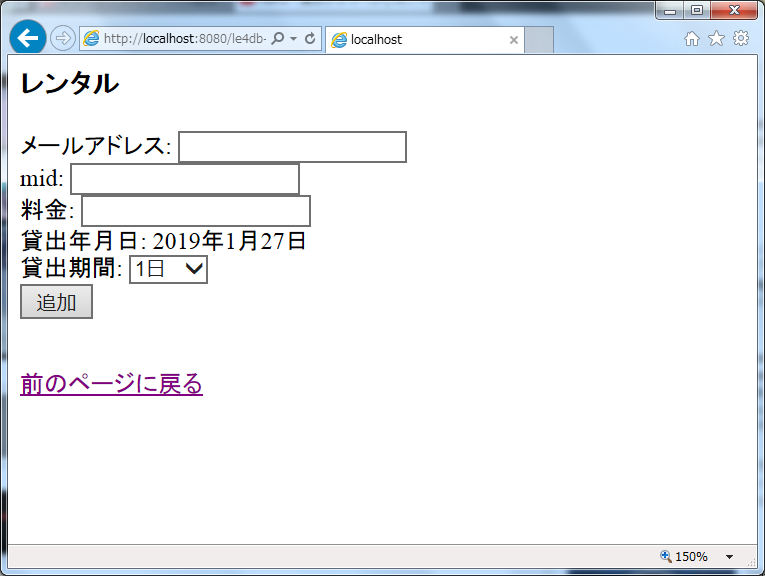 http://localhost:8080/le4db-
localhost
レンタル
メールアドレス:
mid:
料金:
貸出年月日: 2019年1月27日
貸出期間: 1日
追加
前のページに戻る
150%